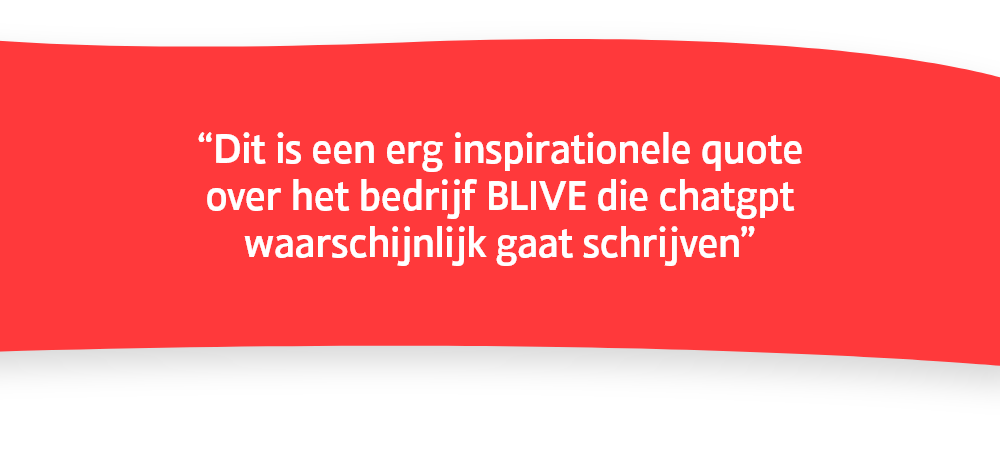 “Dit is een erg inspirationele quote
over het bedrijf BLIVE die chatgpt
waarschijnlijk gaat schrijven”